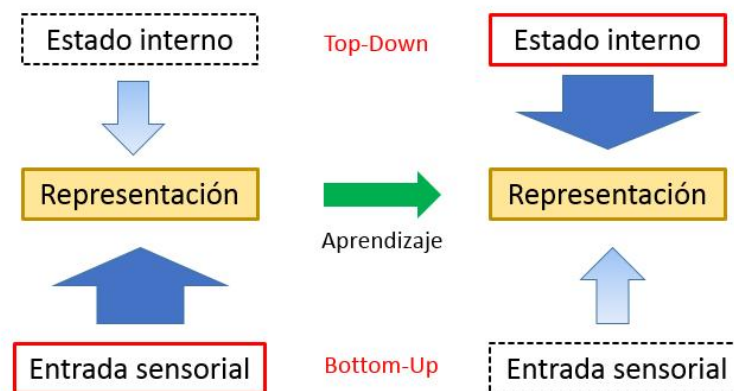 Estado interno
Top-Down
Estado interno
Representación
Representación
Aprendizaje
Entrada sensorial
Bottom-Up
Entrada sensorial